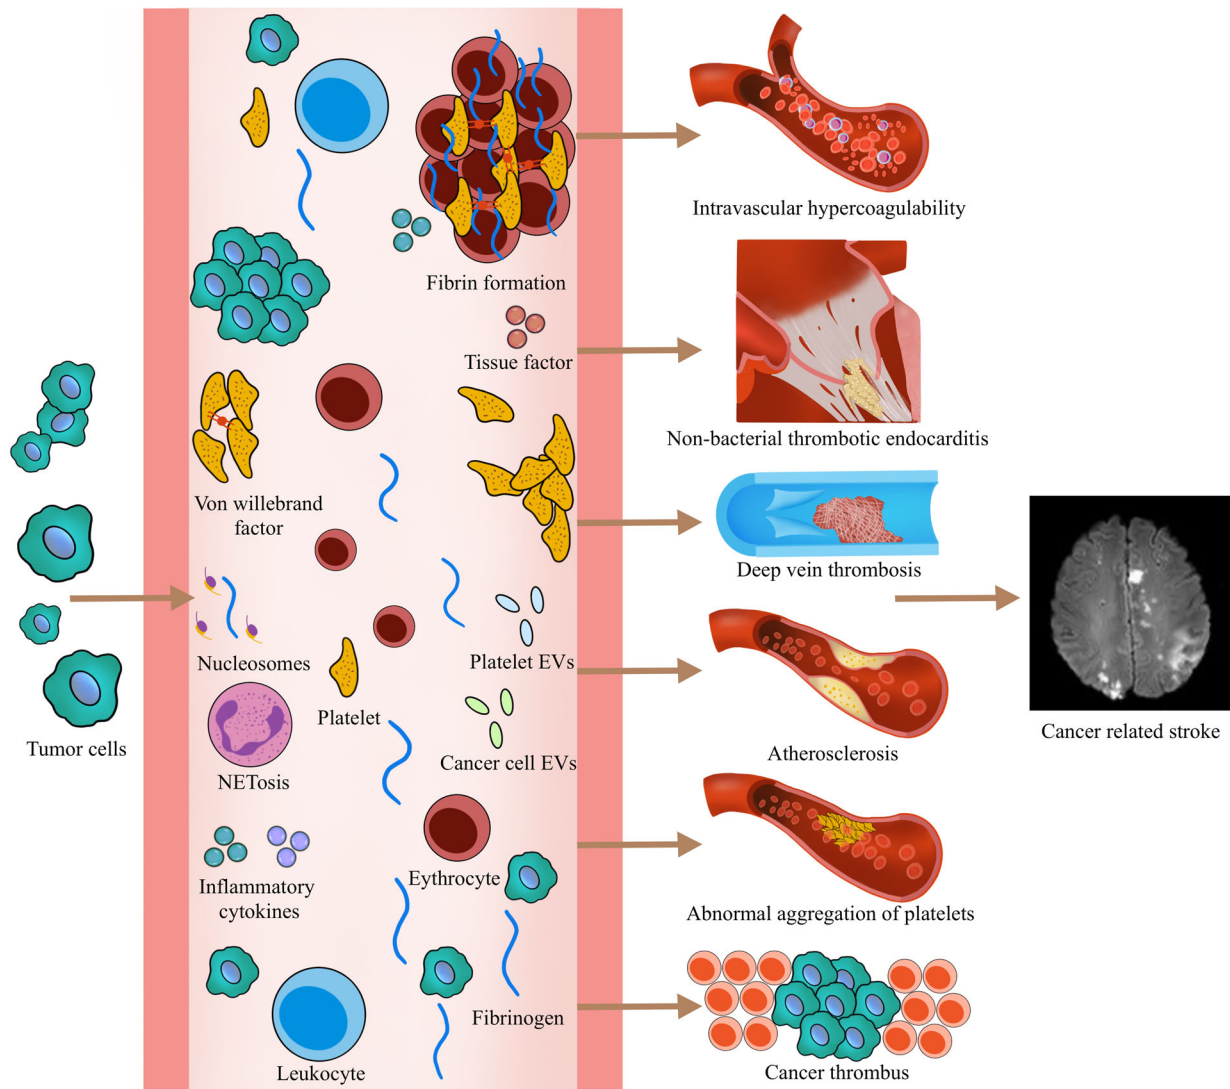 Intravascular hypercoagulability
Fibrin formation
Tissue factor
Non-bacterial thrombotic endocarditis
Von willebrand
factor
Deep vein thrombosis
Nucleosomes
Platelet EVs
Platelet
Tumor cells
Cancer cell EVs
Cancer related stroke
Atherosclerosis
NETosis
Eythrocyte
Inflammatory
cytokines
Abnormal aggregation of platelets
Fibrinogen
Leukocyte
Cancer thrombus